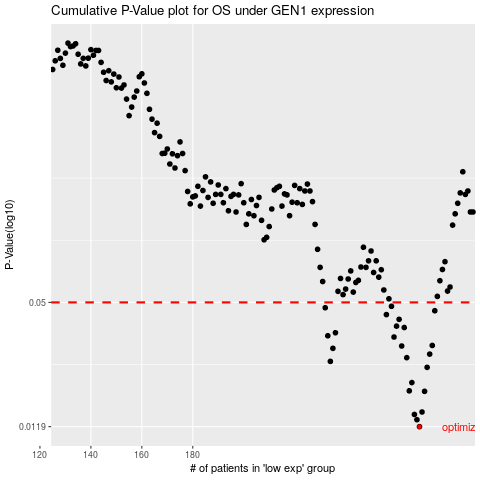 Cumulative P-Value plot for OS under GEN1 expression
P-Value(log10)
0.05
0.0119
optimiz
120 140 160 180
# of patients in 'low exp' group